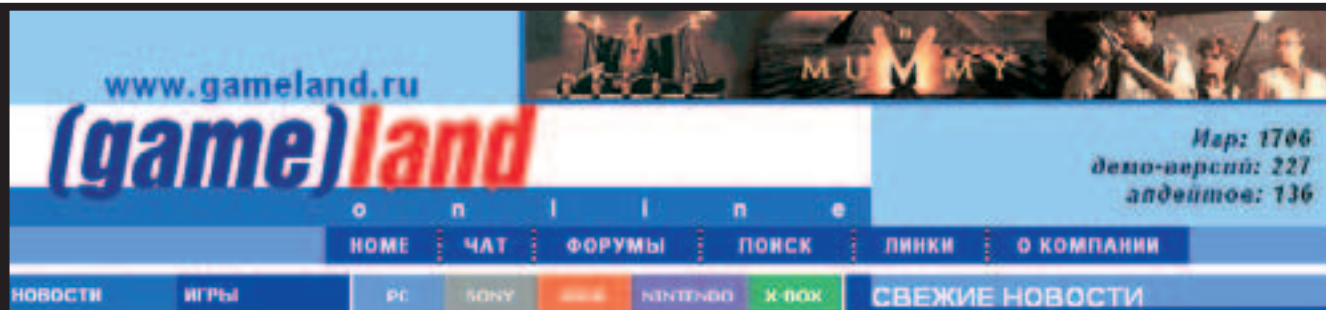 www.gameland.ru
MUMMY
(game)land
Игр: 1706
демо-версий: 227
апдейтов: 136
online
HOME ЧАТ ФОРУМЫ ПОИСК ЛИНКИ О КОМПАНИИ
НОВОСТИ ИГРЫ PC SONY NINTENDO X-BOX СВЕЖИЕ НОВОСТИ